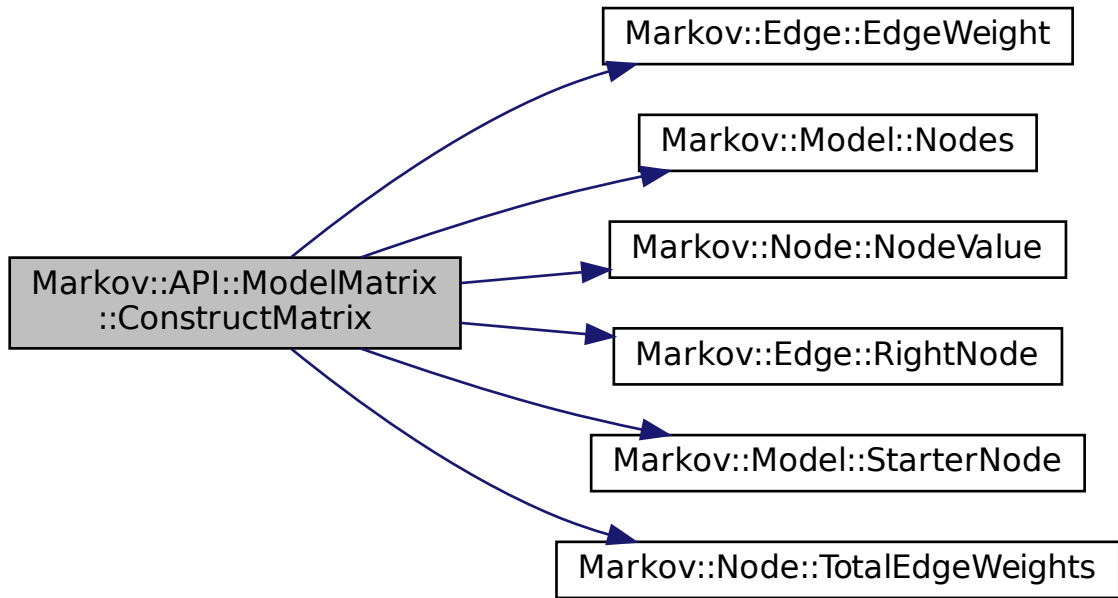 Markov::Edge::EdgeWeight
Markov::Model::Nodes
Markov::Node::NodeValue
Markov::API::ModelMatrix
::ConstructMatrix
Markov::Edge::RightNode
Markov::Model::StarterNode
Markov::Node::TotalEdgeWeights